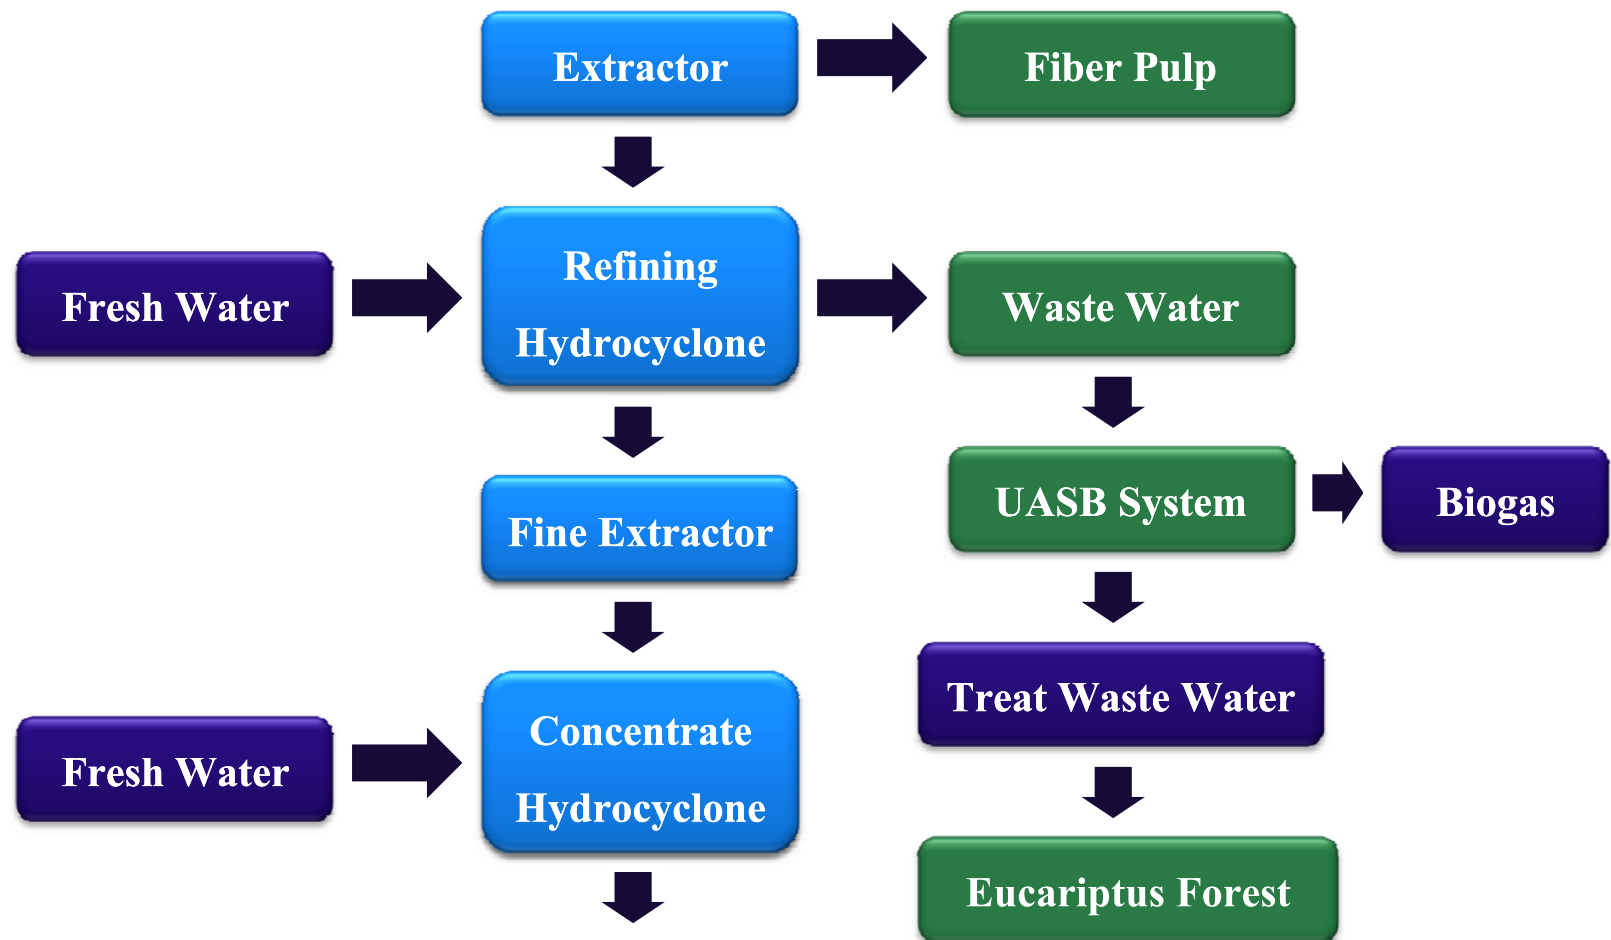 Extractor
Fiber Pulp
Fresh Water
Refining
Hydrocyclone
Waste Water
Fine Extractor
UASB System
Biogas
Treat Waste Water
Fresh Water
Concentrate
Hydrocyclone
Eucariptus Forest